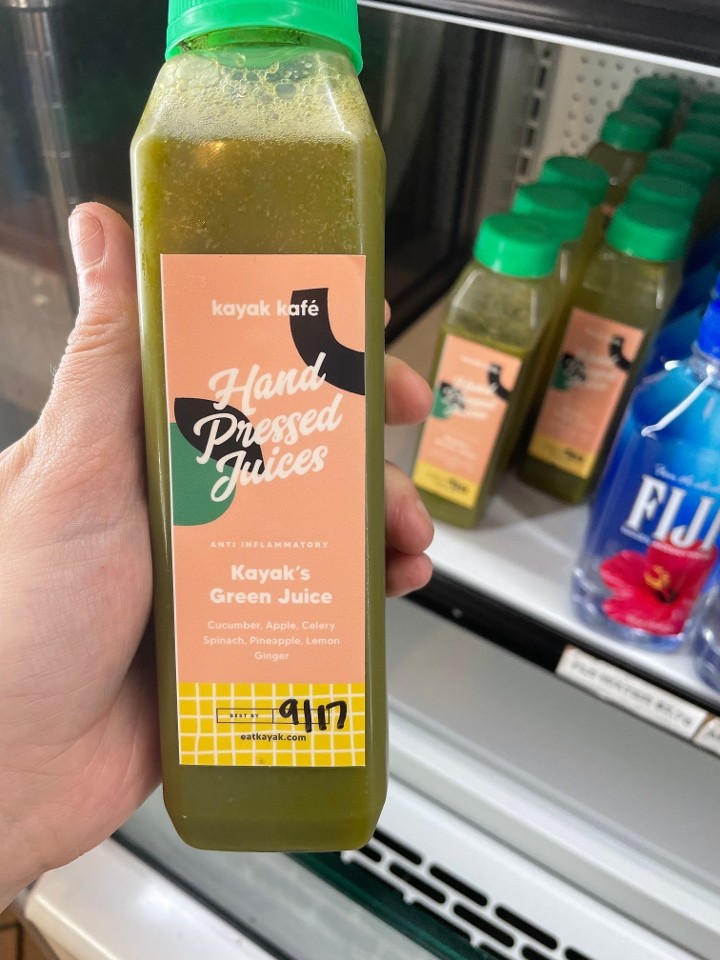 kayak kafé
Hand
Pressed
Juices
ANTI INFLAMMATORY
Kayak's
Green Juice
Cucumber, Apple, Celery
Spinach, Pineapple, Lemon
Ginger
BEST BY 9/17
eatkayak.com
FIJI